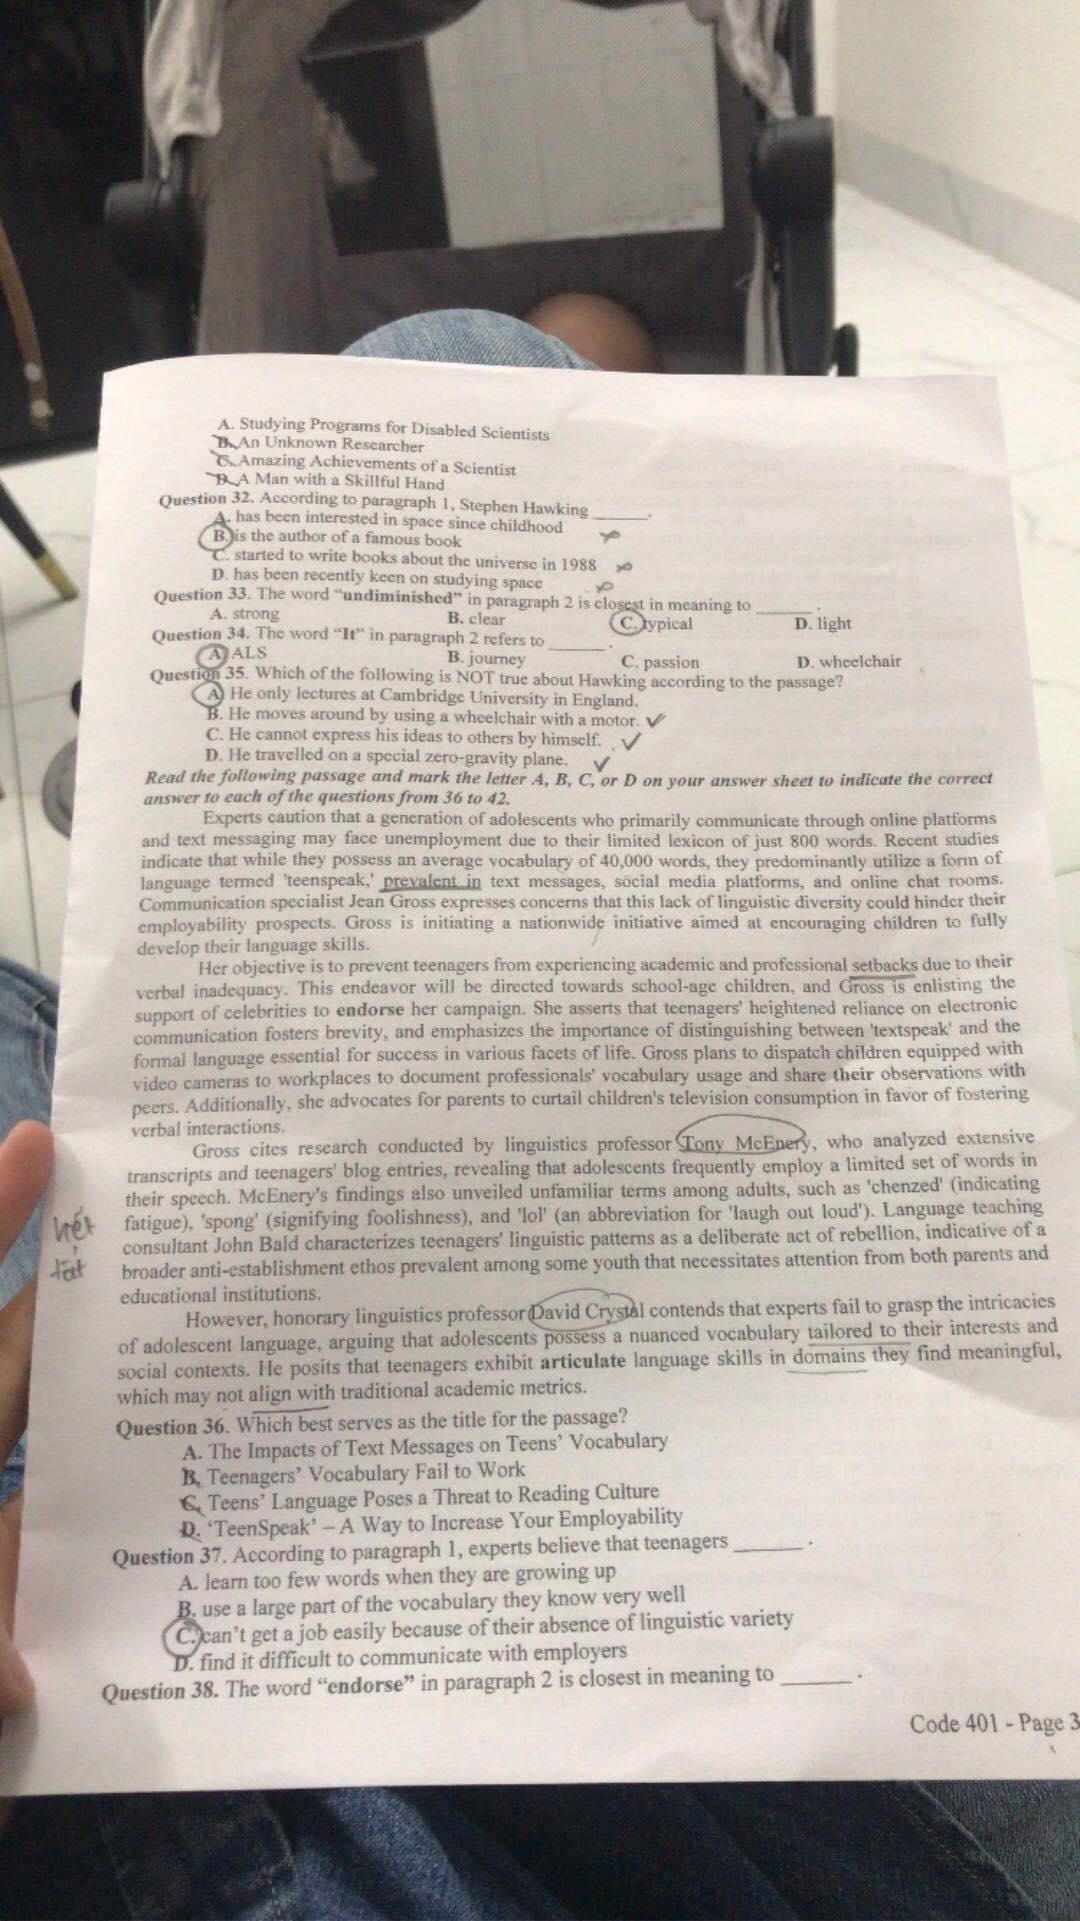 A. Studying Programs for Disabled Scientists
B. An Unknown Researcher
C. Amazing Achievements of a Scientist
D. A Man with a Skillful Hand
Question 32. According to paragraph 1, Stephen Hawking ______.
A. has been interested in space since childhood
B. is the author of a famous book
C. started to write books about the universe in 1988
D. has been recently keen on studying space
Question 33. The word “undiminished” in paragraph 2 is closest in meaning to ______.
A. strong B. clear C. typical D. light
Question 34. The word “It” in paragraph 2 refers to ______.
A. ALS B. journey C. passion D. wheelchair
Question 35. Which of the following is NOT true about Hawking according to the passage?
A. He only lectures at Cambridge University in England.
B. He moves around by using a wheelchair with a motor.
C. He cannot express his ideas to others by himself.
D. He travelled on a special zero-gravity plane.
Read the following passage and mark the letter A, B, C, or D on your answer sheet to indicate the correct
answer to each of the questions from 36 to 42.
Experts caution that a generation of adolescents who primarily communicate through online platforms
and text messaging may face unemployment due to their limited lexicon of just 800 words. Recent studies
indicate that while they possess an average vocabulary of 40,000 words, they predominantly utilize a form of
language termed 'teenspeak,' prevalent in text messages, social media platforms, and online chat rooms.
Communication specialist Jean Gross expresses concerns that this lack of linguistic diversity could hinder their
employability prospects. Gross is initiating a nationwide initiative aimed at encouraging children to fully
develop their language skills.
Her objective is to prevent teenagers from experiencing academic and professional setbacks due to their
verbal inadequacy. This endeavor will be directed towards school-age children, and Gross is enlisting the
support of celebrities to endorse her campaign. She asserts that teenagers' heightened reliance on electronic
communication fosters brevity, and emphasizes the importance of distinguishing between 'textspeak' and the
formal language essential for success in various facets of life. Gross plans to dispatch children equipped with
video cameras to workplaces to document professionals' vocabulary usage and share their observations with
peers. Additionally, she advocates for parents to curtail children's television consumption in favor of fostering
verbal interactions.
Gross cites research conducted by linguistics professor Tony McEnery, who analyzed extensive
transcripts and teenagers' blog entries, revealing that adolescents frequently employ a limited set of words in
their speech. McEnery's findings also unveiled unfamiliar terms among adults, such as 'chenzed' (indicating
fatigue), 'spong' (signifying foolishness), and 'lol' (an abbreviation for 'laugh out loud'). Language teaching
consultant John Bald characterizes teenagers' linguistic patterns as a deliberate act of rebellion, indicative of a
broader anti-establishment ethos prevalent among some youth that necessitates attention from both parents and
educational institutions.
However, honorary linguistics professor David Crystal contends that experts fail to grasp the intricacies
of adolescent language, arguing that adolescents possess a nuanced vocabulary tailored to their interests and
social contexts. He posits that teenagers exhibit articulate language skills in domains they find meaningful,
which may not align with traditional academic metrics.
Question 36. Which best serves as the title for the passage?
A. The Impacts of Text Messages on Teens’ Vocabulary
B. Teenagers’ Vocabulary Fail to Work
C. Teens’ Language Poses a Threat to Reading Culture
D. ‘TeenSpeak’ – A Way to Increase Your Employability
Question 37. According to paragraph 1, experts believe that teenagers ______.
A. learn too few words when they are growing up
B. use a large part of the vocabulary they know very well
C. can’t get a job easily because of their absence of linguistic variety
D. find it difficult to communicate with employers
Question 38. The word “endorse” in paragraph 2 is closest in meaning to ______.
Code 401 - Page 3